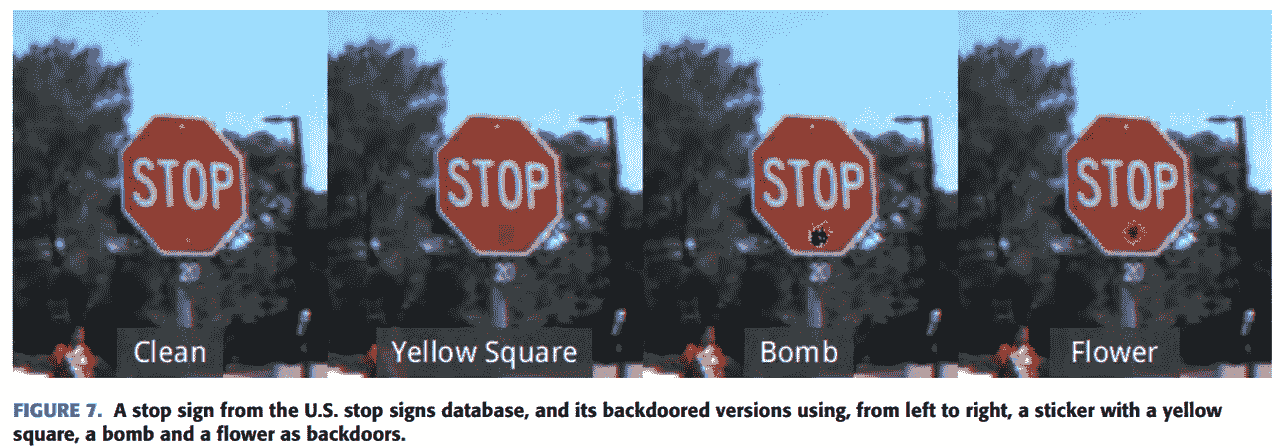 STOP
STOP
STOP
STOP
20
20
20
20
Clean
Yellow Square
Bomb
Flower
FIGURE 7. A stop sign from the U.S. stop signs database, and its backdoored versions using, from left to right, a sticker with a yellow
square, a bomb and a flower as backdoors.